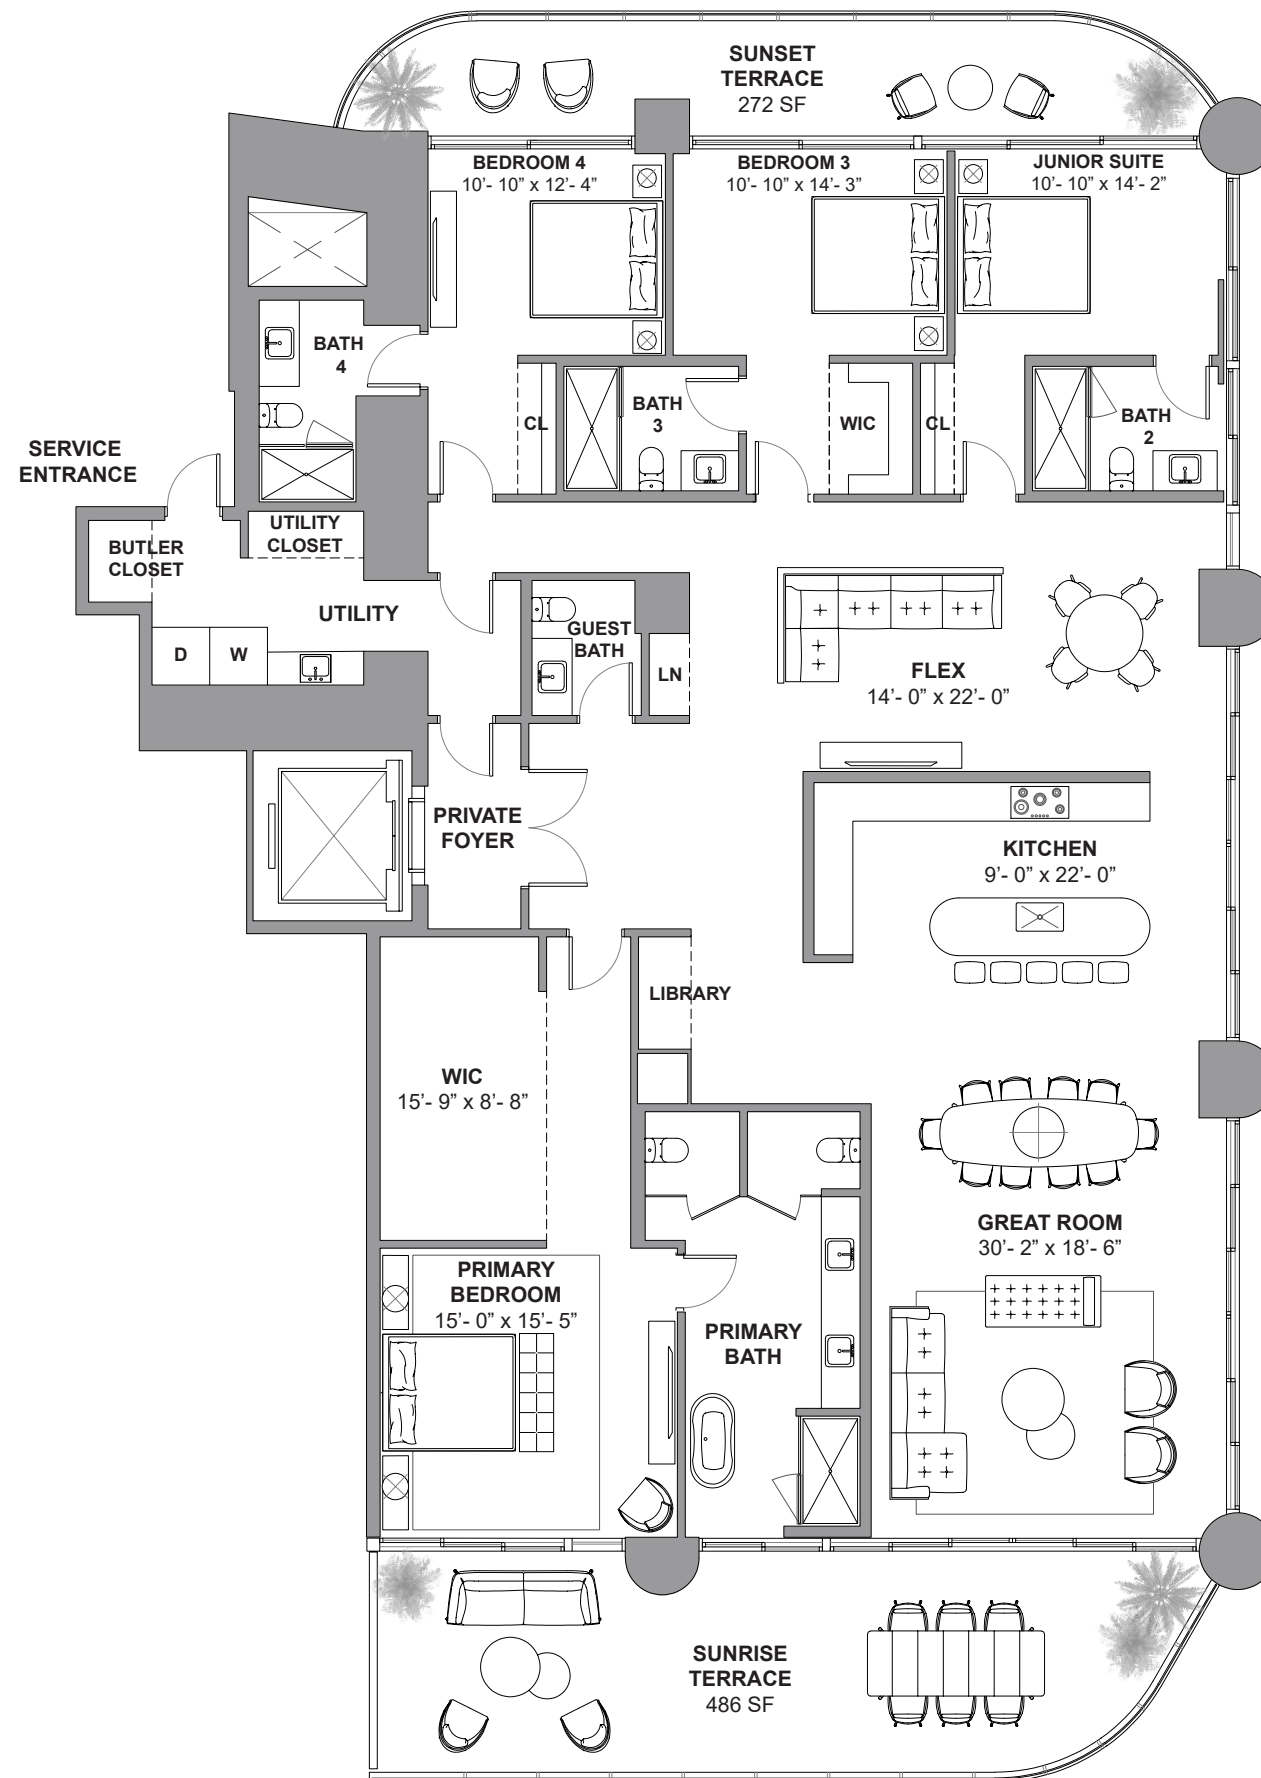 SUNSET
TERRACE
272 SF
BEDROOM 4
10'- 10” x 12'- 4”
BEDROOM 3
10'- 10” x 14'- 3”
JUNIOR SUITE
10'- 10” x 14'- 2”
BATH
4
CL
BATH
3
WIC
CL
BATH
2
SERVICE
ENTRANCE
BUTLER
CLOSET
UTILITY
CLOSET
UTILITY
D
W
GUEST
BATH
LN
FLEX
14'- 0” x 22'- 0”
PRIVATE
FOYER
KITCHEN
9'- 0” x 22'- 0”
LIBRARY
WIC
15'- 9” x 8'- 8”
GREAT ROOM
30'- 2” x 18'- 6”
PRIMARY
BEDROOM
15'- 0” x 15'- 5”
PRIMARY
BATH
SUNRISE
TERRACE
486 SF